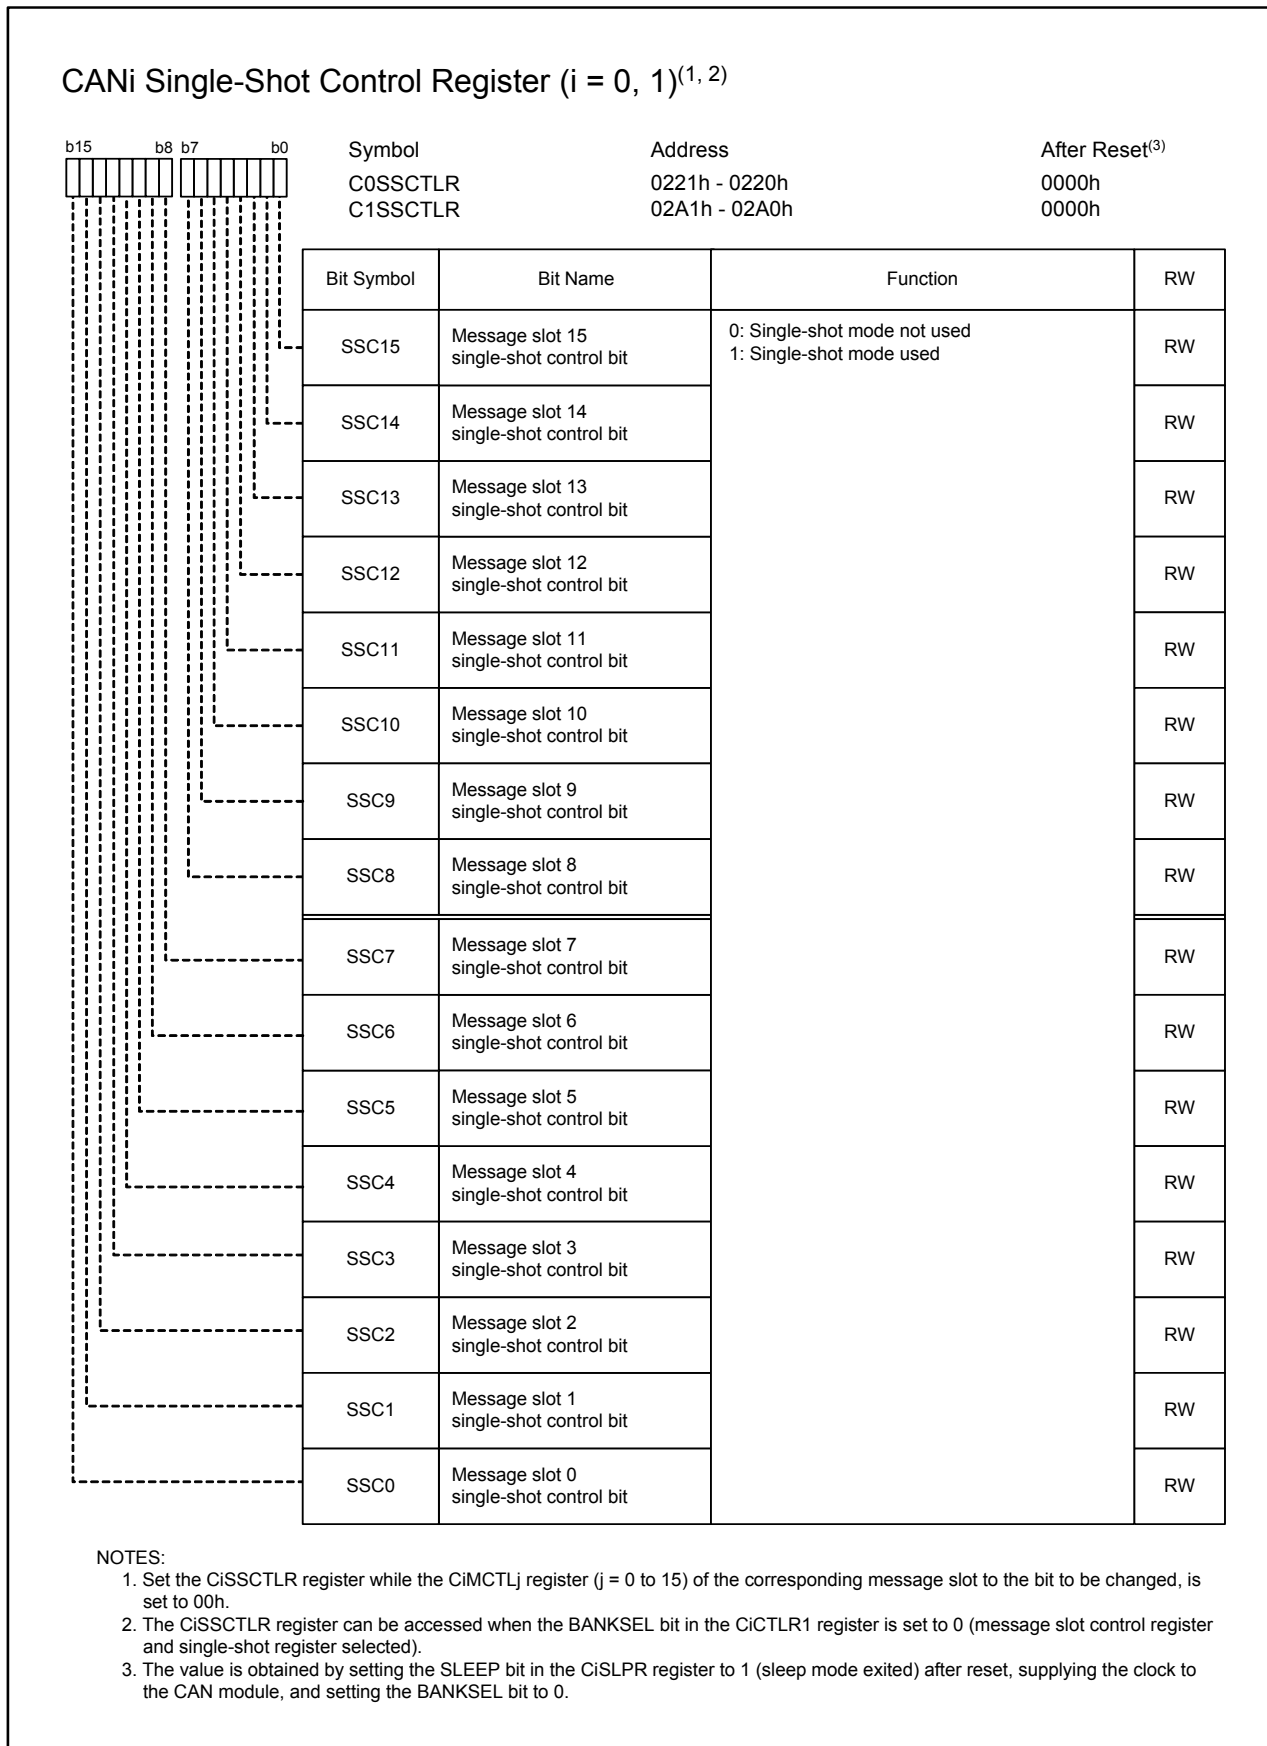 CANi Single-Shot Control Register (i = 0, 1)(1, 2)
b15 b8 b7 b0
Symbol Address After Reset(3)
C0SSCTLR 0221h - 0220h 0000h
C1SSCTLR 02A1h - 02A0h 0000h
Bit Symbol Bit Name Function RW
SSC15 Message slot 15 0: Single-shot mode not used RW
single-shot control bit 1: Single-shot mode used
SSC14 Message slot 14 RW
single-shot control bit
SSC13 Message slot 13 RW
single-shot control bit
SSC12 Message slot 12 RW
single-shot control bit
SSC11 Message slot 11 RW
single-shot control bit
SSC10 Message slot 10 RW
single-shot control bit
SSC9 Message slot 9 RW
single-shot control bit
SSC8 Message slot 8 RW
single-shot control bit
SSC7 Message slot 7 RW
single-shot control bit
SSC6 Message slot 6 RW
single-shot control bit
SSC5 Message slot 5 RW
single-shot control bit
SSC4 Message slot 4 RW
single-shot control bit
SSC3 Message slot 3 RW
single-shot control bit
SSC2 Message slot 2 RW
single-shot control bit
SSC1 Message slot 1 RW
single-shot control bit
SSC0 Message slot 0 RW
single-shot control bit
NOTES:
1. Set the CiSSCTLR register while the CiMCTLj register (j = 0 to 15) of the corresponding message slot to the bit to be changed, is
set to 00h.
2. The CiSSCTLR register can be accessed when the BANKSEL bit in the CiCTLR1 register is set to 0 (message slot control register
and single-shot register selected).
3. The value is obtained by setting the SLEEP bit in the CiSLPR register to 1 (sleep mode exited) after reset, supplying the clock to
the CAN module, and setting the BANKSEL bit to 0.